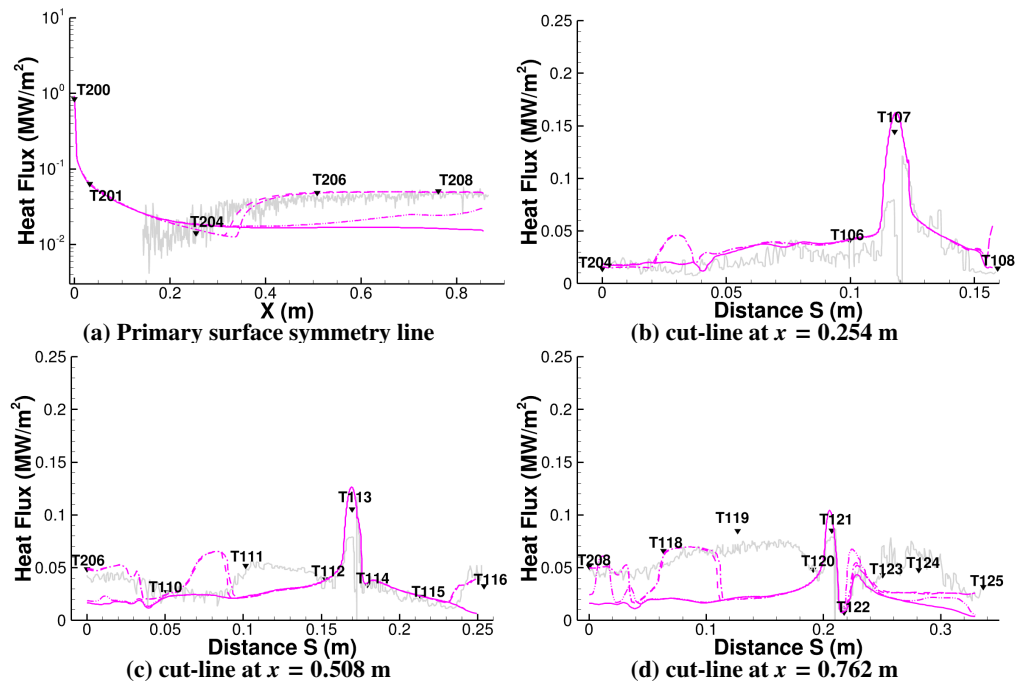 10¹
10⁰
10⁻¹
10⁻²
Heat Flux (MW/m²)
T200
T201
T204
T206
T208
0
0.2
0.4
0.6
0.8
X (m)
(a) Primary surface symmetry line
0.25
0.2
0.15
0.1
0.05
0
Heat Flux (MW/m²)
T204
T106
T107
T108
0
0.05
0.1
0.15
Distance S (m)
(b) cut-line at x = 0.254 m
0.25
0.2
0.15
0.1
0.05
0
Heat Flux (MW/m²)
T206
T110
T111
T112
T113
T114
T115
T116
0
0.05
0.1
0.15
0.2
0.25
Distance S (m)
(c) cut-line at x = 0.508 m
0.25
0.2
0.15
0.1
0.05
0
Heat Flux (MW/m²)
T208
T118
T119
T120
T121
T122
T123
T124
T125
0
0.1
0.2
0.3
Distance S (m)
(d) cut-line at x = 0.762 m